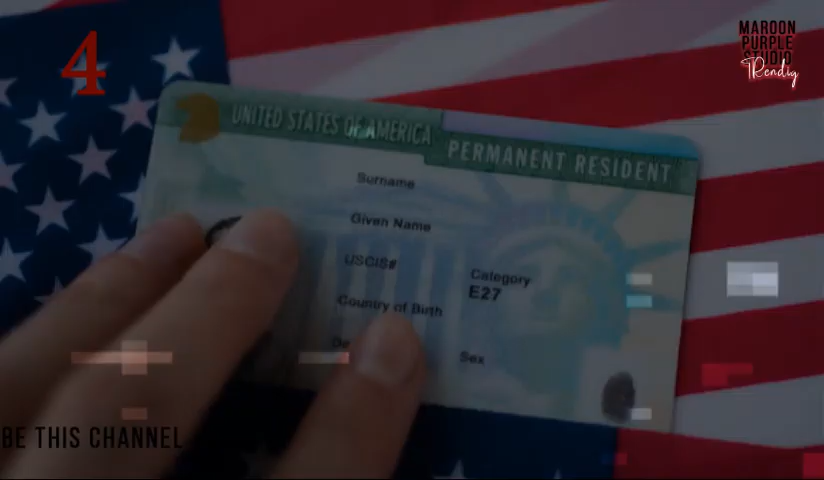 4
MAROON
PURPLE
STUDIO
TRendig
UNITED STATES OF AMERICA
PERMANENT RESIDENT
Surname
Given Name
USCIS#
Category
E27
Country of Birth
Sex
BE THIS CHANNEL